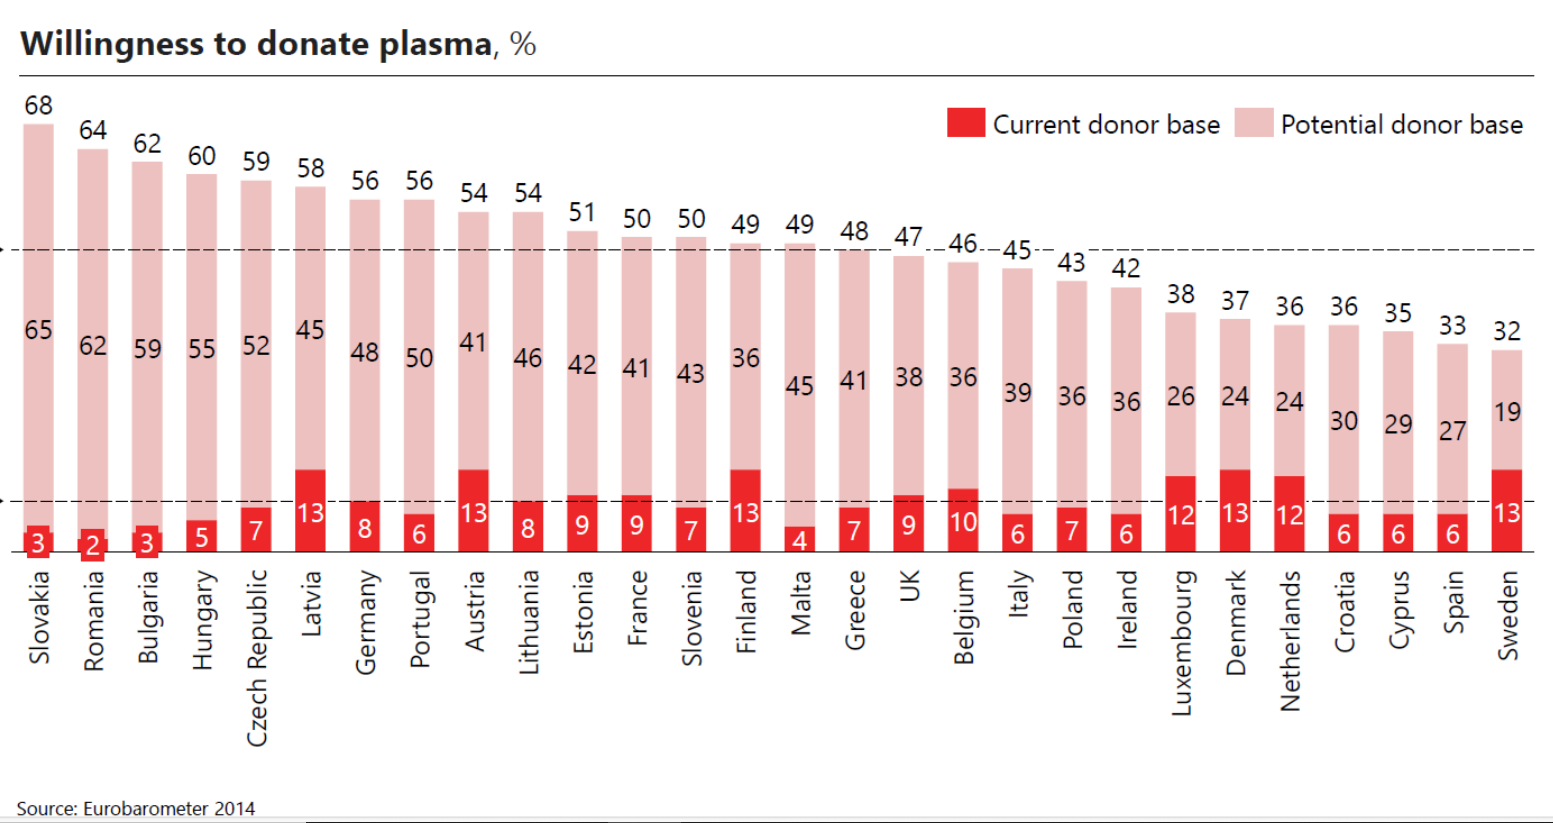 Willingness to donate plasma, %
Current donor base Potential donor base
68 64 62 60 59 58 56 56 54 54 51 50 50 49 49 48 47 46 45 43 42 38 37 36 36 35 33 32
65 62 59 55 52 45 48 50 41 46 42 41 43 36 45 41 38 36 39 36 36 26 24 24 30 29 27 19
3 2 3 5 7 13 8 6 13 8 9 9 7 13 4 7 9 10 6 7 6 12 13 12 6 6 6 13
Slovakia
Romania
Bulgaria
Hungary
Czech Republic
Latvia
Germany
Portugal
Austria
Lithuania
Estonia
France
Slovenia
Finland
Malta
Greece
UK
Belgium
Italy
Poland
Ireland
Luxembourg
Denmark
Netherlands
Croatia
Cyprus
Spain
Sweden
Source: Eurobarometer 2014